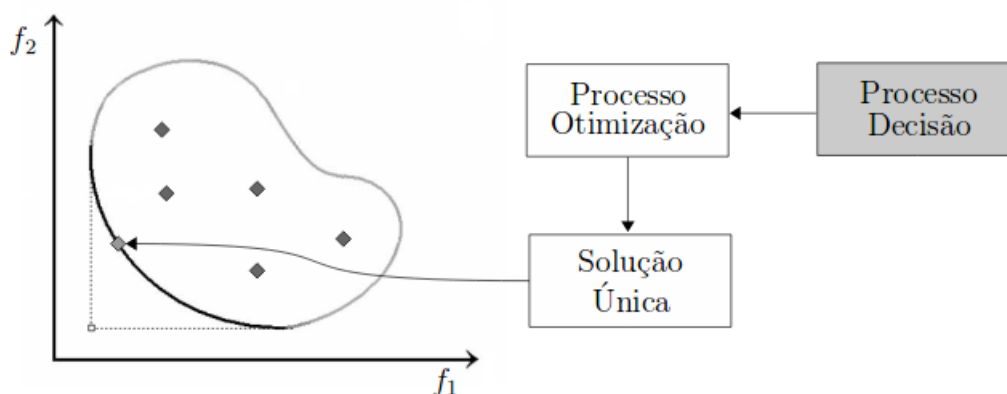 f₂
Processo
Otimização
Processo
Decisão
Solução
Única
f₁